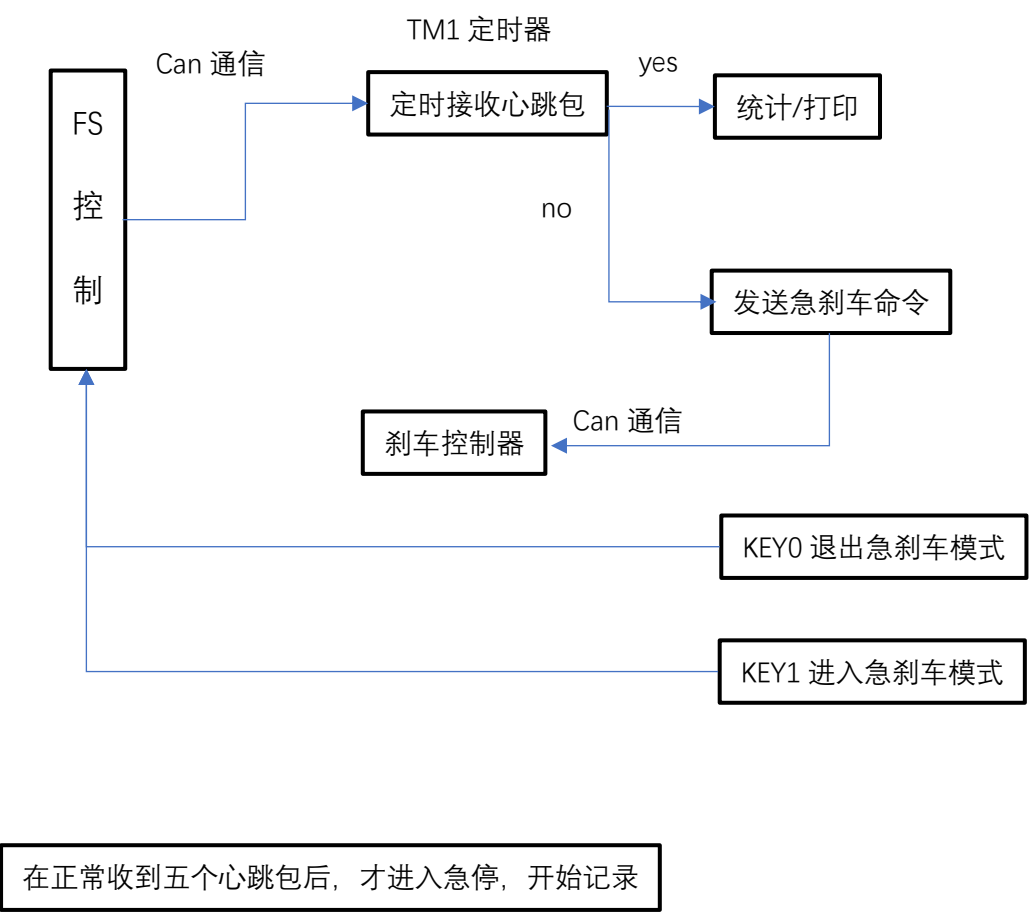 TM1 定时器
Can 通信
yes
定时接收心跳包
统计/打印
FS
控
制
no
发送急刹车命令
Can 通信
刹车控制器
KEY0 退出急刹车模式
KEY1 进入急刹车模式
在正常收到五个心跳包后，才进入急停，开始记录